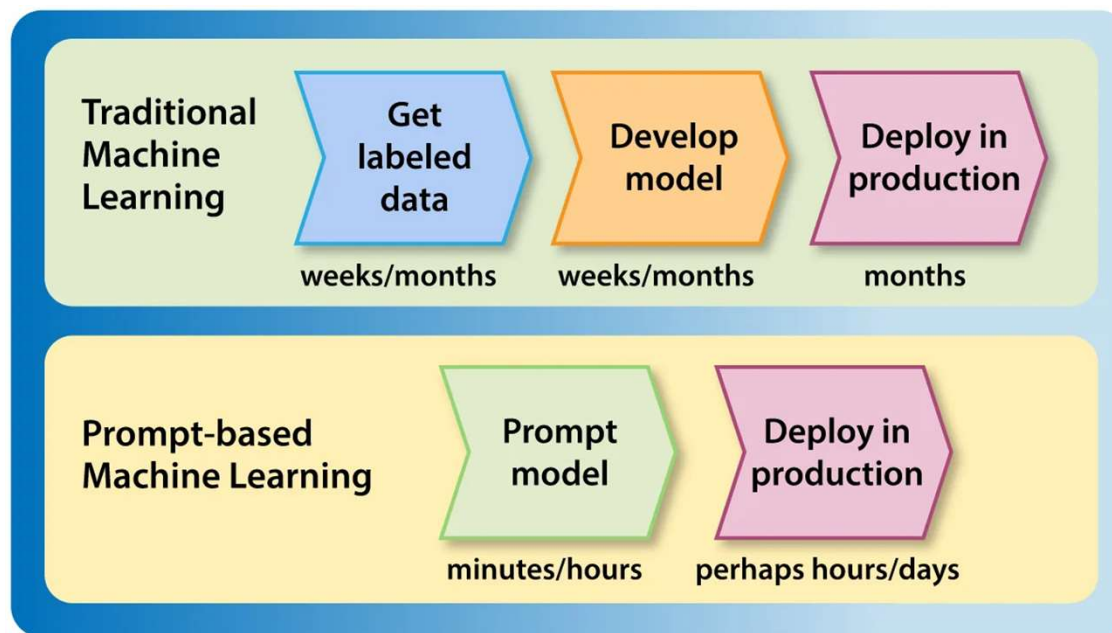 Traditional
Machine
Learning
Get
labeled
data
weeks/months
Develop
model
weeks/months
Deploy in
production
months
Prompt-based
Machine Learning
Prompt
model
minutes/hours
Deploy in
production
perhaps hours/days